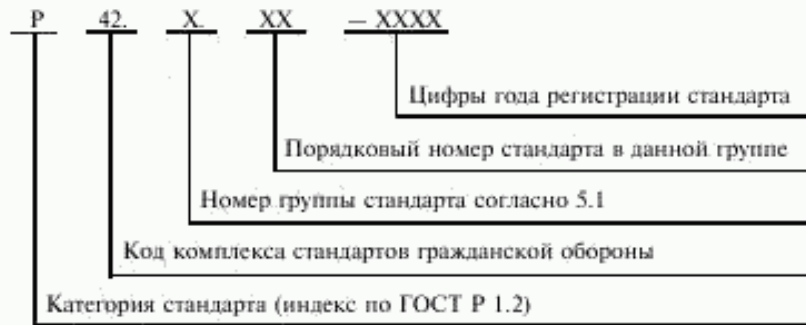 Р 42. Х. ХХ – ХХХХ
Цифры года регистрации стандарта
Порядковый номер стандарта в данной группе
Номер группы стандарта согласно 5.1
Код комплекса стандартов гражданской обороны
Категория стандарта (индекс по ГОСТ Р 1.2)